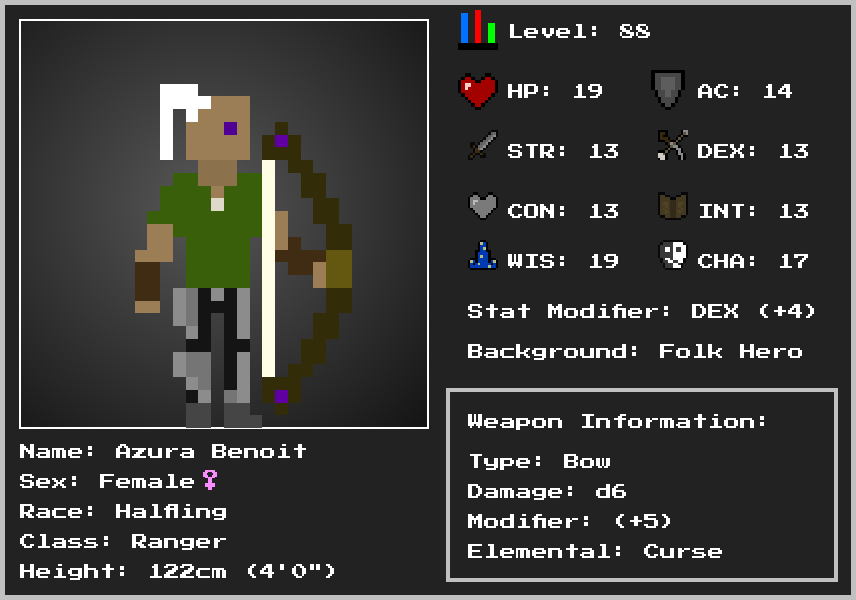 Level: 88
HP: 19 AC: 14
STR: 13 DEX: 13
CON: 13 INT: 13
WIS: 19 CHA: 17
Stat Modifier: DEX (+4)
Background: Folk Hero
Weapon Information:
Type: Bow
Damage: d6
Modifier: (+5)
Elemental: Curse
Name: Azura Benoit
Sex: Female♀
Race: Halfling
Class: Ranger
Height: 122cm (4'0")